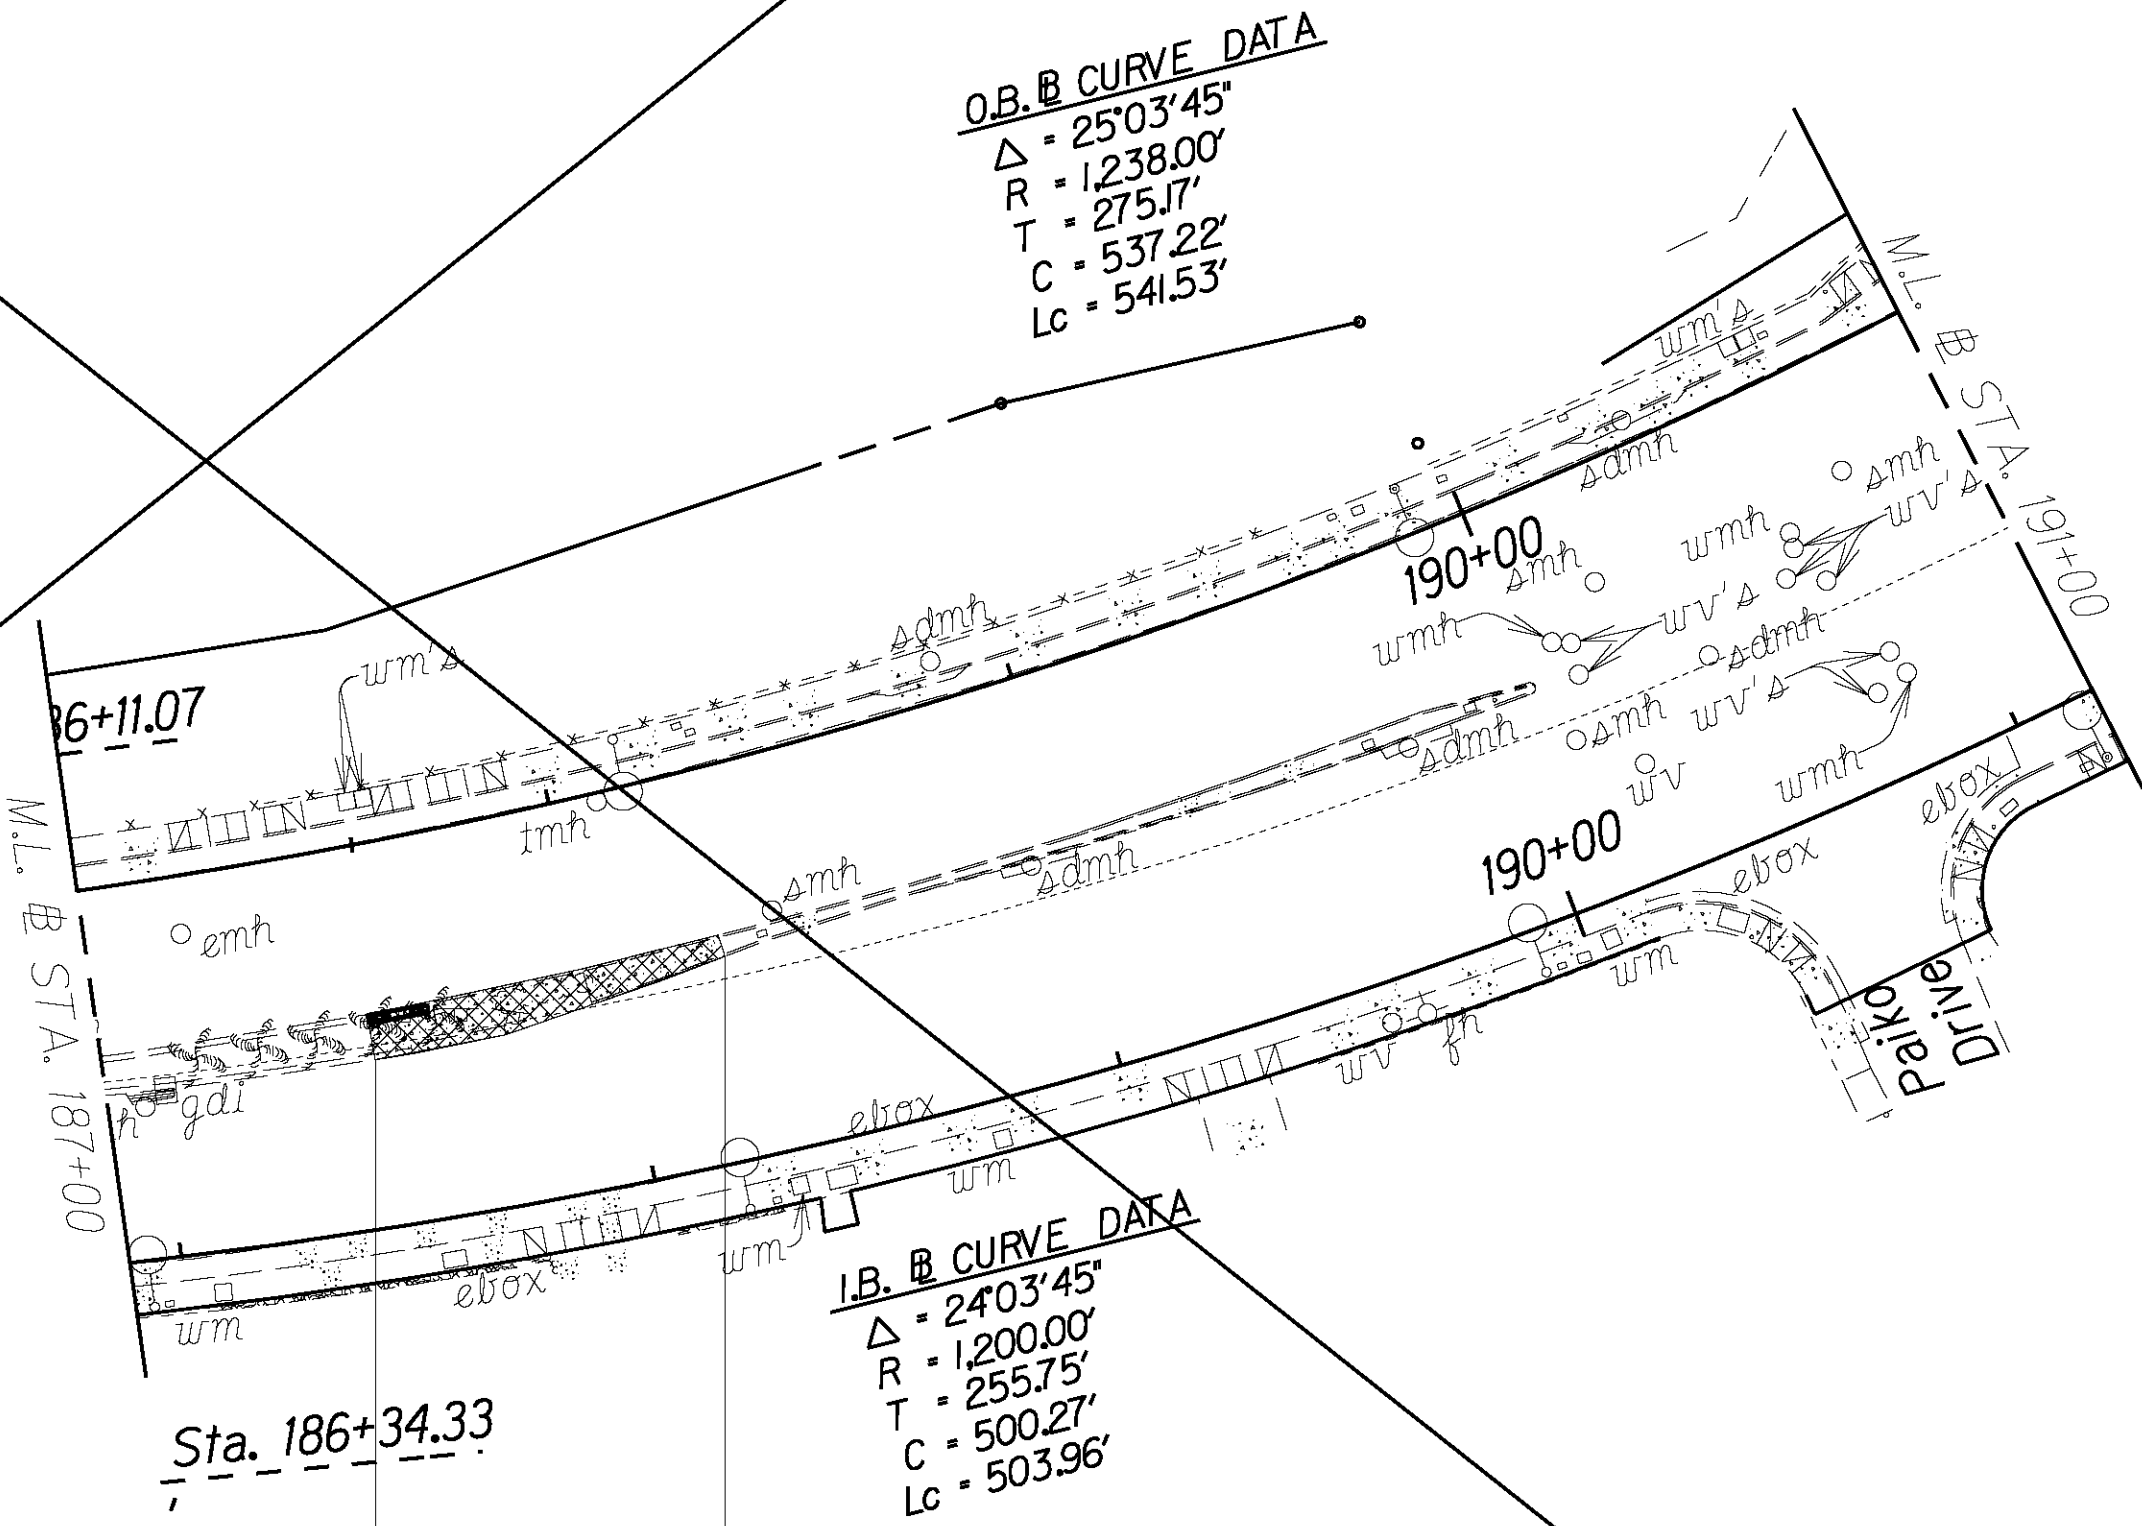 O.B. ⅊ CURVE DATA
Δ = 25°03'45"
R = 1,238.00'
T = 275.17'
C = 537.22'
Lc = 541.53'
M.L. ⅊ STA. 191+00
wm's
sdmh
smh
wv's
wmh
190+00
smh
wv's
wmh
sdmh
wv's
smh
wv
wmh
sdmh
sdmh
wm's
36+11.07
tmh
smh
sdmh
190+00
ebox
ebox
M.L. ⅊ STA. 187+00
emh
gdi
h
wm
wv
fh
Paiko
Drive
ebox
wm
wm
ebox
wm
I.B. ⅊ CURVE DATA
Δ = 24°03'45"
R = 1,200.00'
T = 255.75'
C = 500.27'
Lc = 503.96'
Sta. 186+34.33